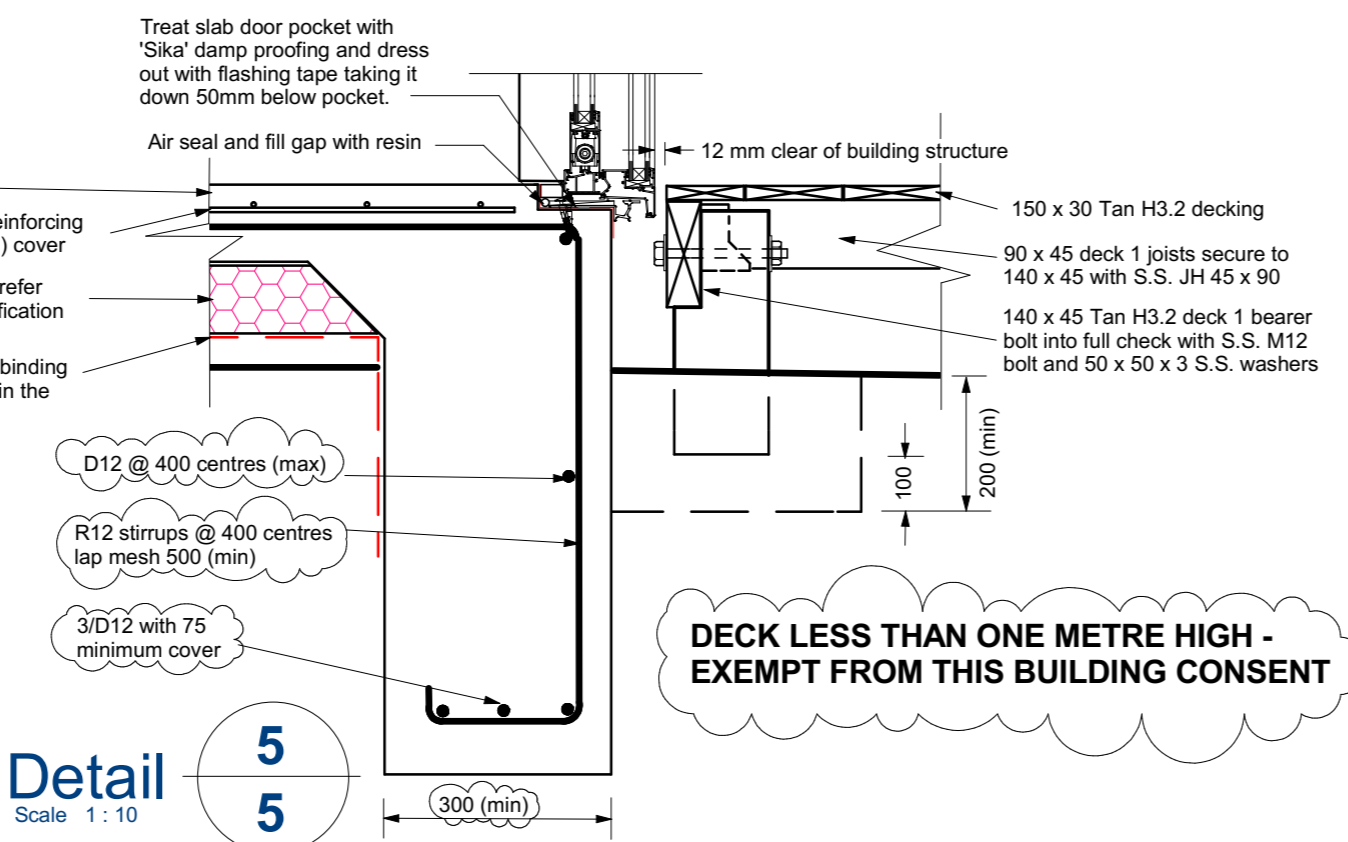 Treat slab door pocket with
'Sika' damp proofing and dress
out with flashing tape taking it
down 50mm below pocket.
Air seal and fill gap with resin
12 mm clear of building structure
150 x 30 Tan H3.2 decking
90 x 45 deck 1 joists secure to
140 x 45 with S.S. JH 45 x 90
140 x 45 Tan H3.2 deck 1 bearer
bolt into full check with S.S. M12
bolt and 50 x 50 x 3 S.S. washers
) cover
refer
binding
in the
D12 @ 400 centres (max)
R12 stirrups @ 400 centres
lap mesh 500 (min)
3/D12 with 75
minimum cover
100
200 (min)
DECK LESS THAN ONE METRE HIGH -
EXEMPT FROM THIS BUILDING CONSENT
Detail
Scale 1 : 10
5
5
300 (min)